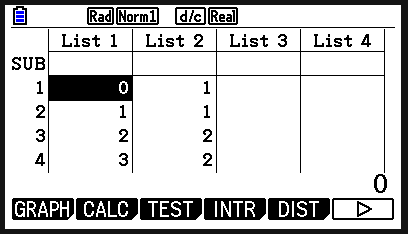 Rad Norm1 d/c Real
List 1 List 2 List 3 List 4
SUB
1 0 1
2 1 1
3 2 2
4 3 2
0
GRAPH CALC TEST INTR DIST ▷